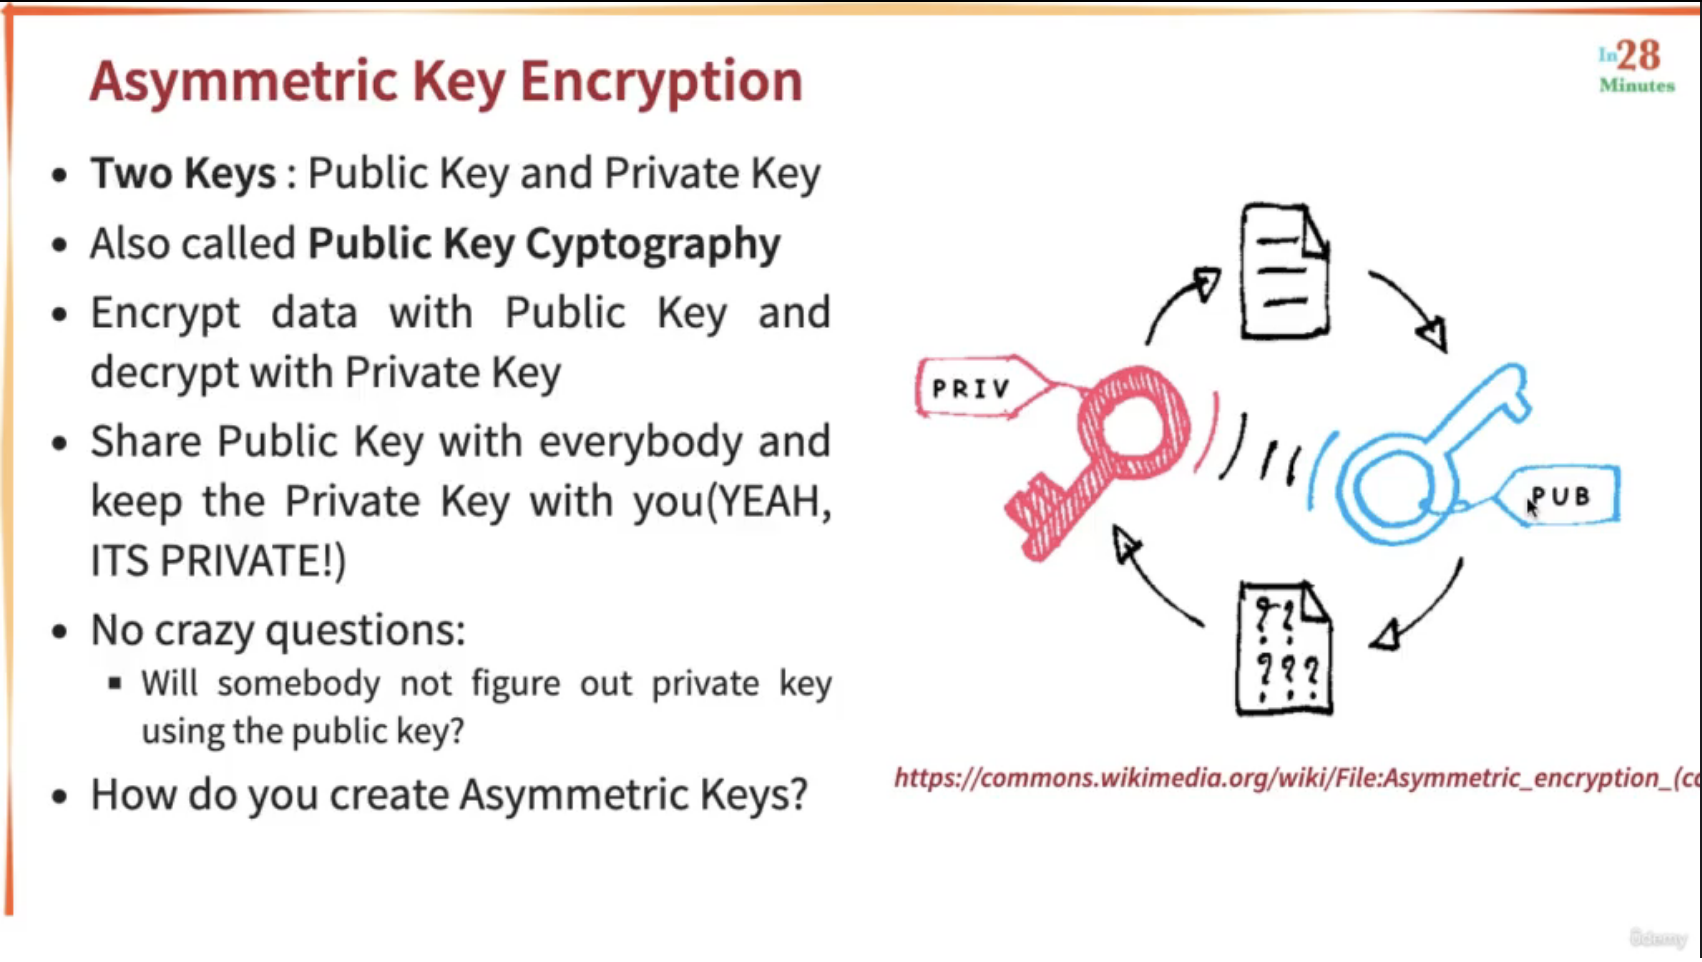 Asymmetric Key Encryption
In28
Minutes
• Two Keys : Public Key and Private Key
• Also called Public Key Cyptography
• Encrypt data with Public Key and
decrypt with Private Key
• Share Public Key with everybody and
keep the Private Key with you(YEAH,
ITS PRIVATE!)
• No crazy questions:
▪ Will somebody not figure out private key
using the public key?
• How do you create Asymmetric Keys?
PRIV
PUB
? ?
? ? ?
https://commons.wikimedia.org/wiki/File:Asymmetric_encryption_(co
ûdemy